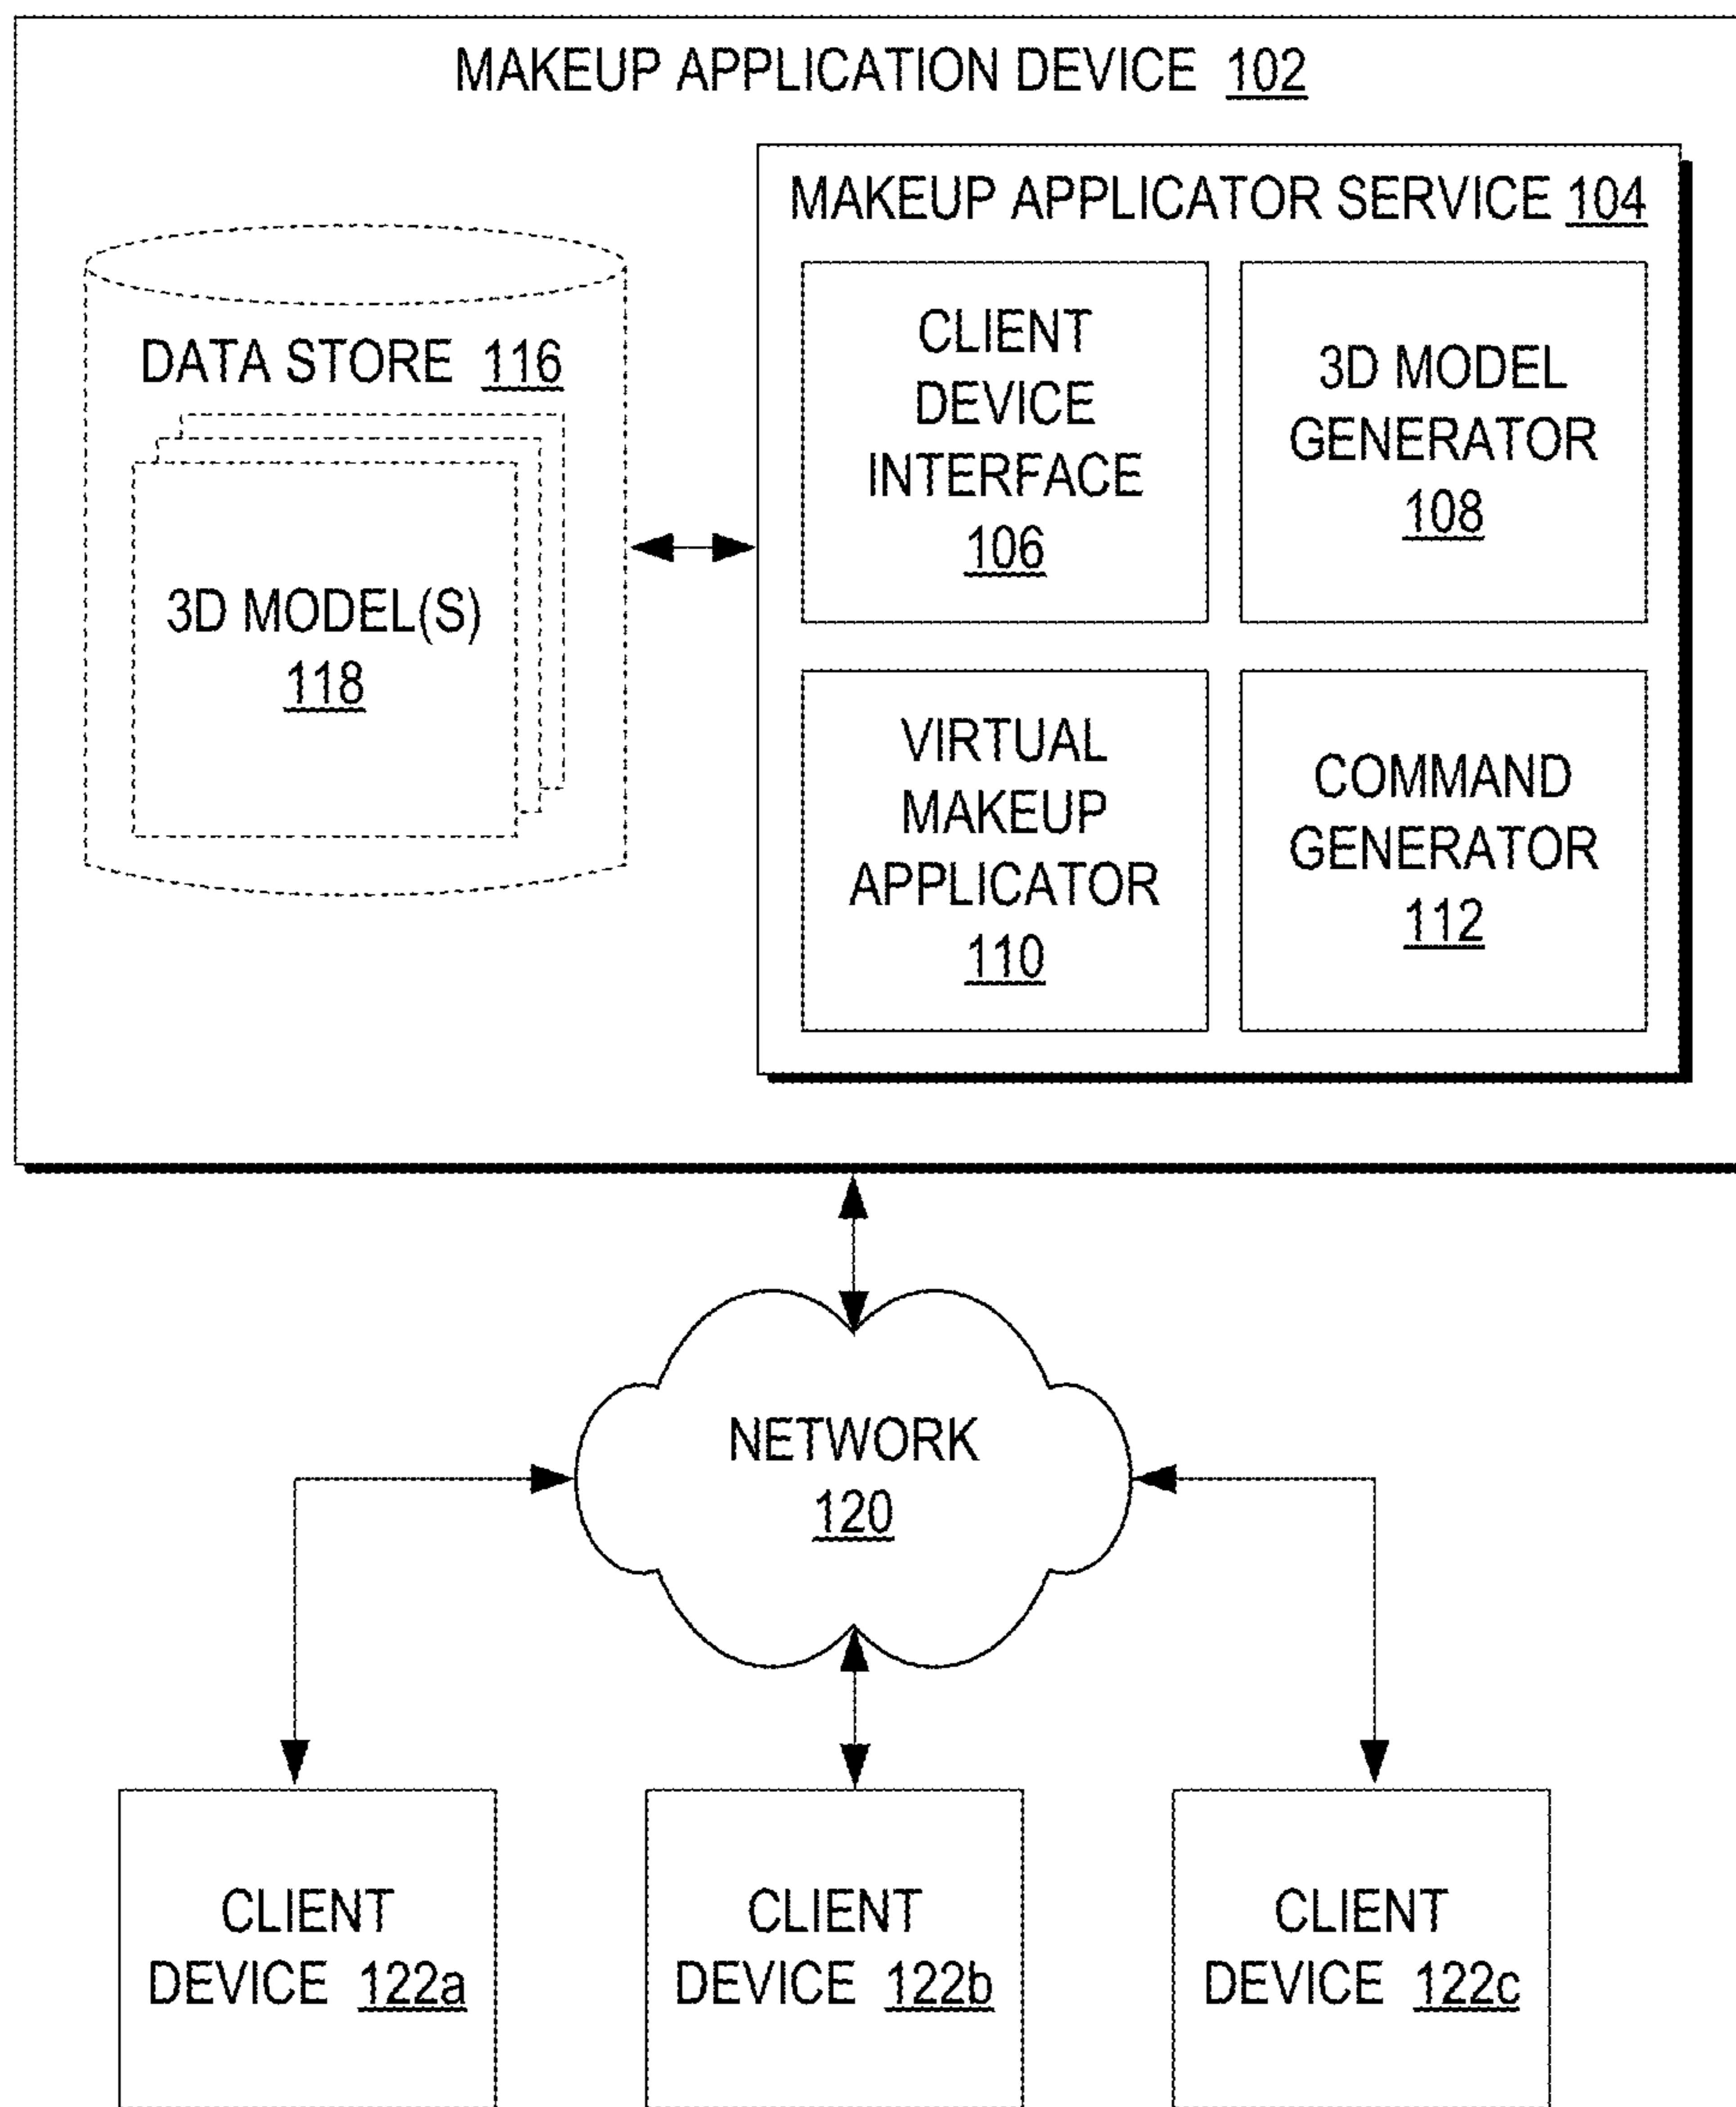 MAKEUP APPLICATION DEVICE 102
MAKEUP APPLICATOR SERVICE 104
DATA STORE 116
3D MODEL(S)
118
CLIENT
DEVICE
INTERFACE
106
3D MODEL
GENERATOR
108
VIRTUAL
MAKEUP
APPLICATOR
110
COMMAND
GENERATOR
112
NETWORK
120
CLIENT
DEVICE 122a
CLIENT
DEVICE 122b
CLIENT
DEVICE 122c